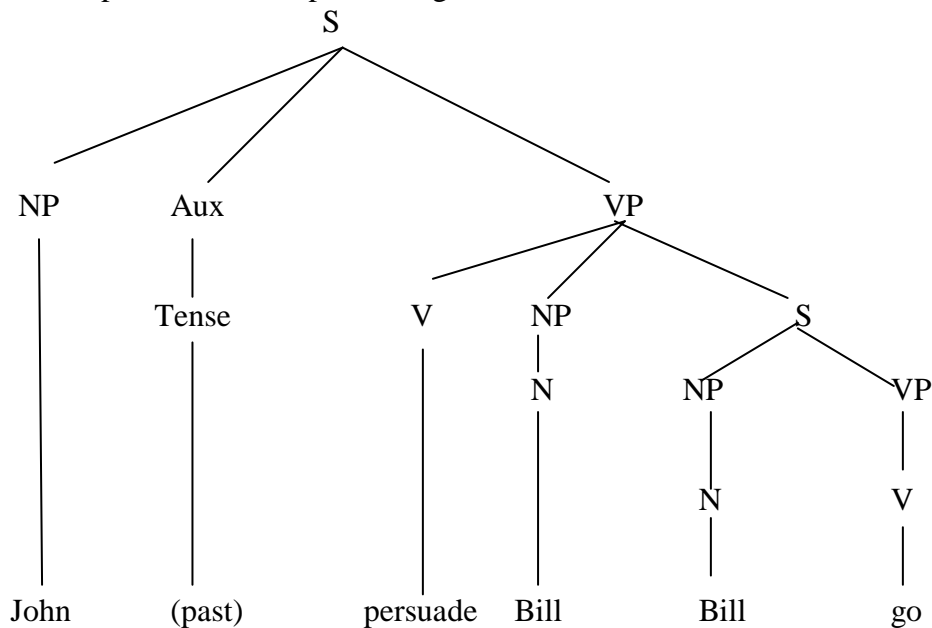 S
NP Aux VP
Tense V NP S
N NP VP
N V
John (past) persuade Bill Bill go